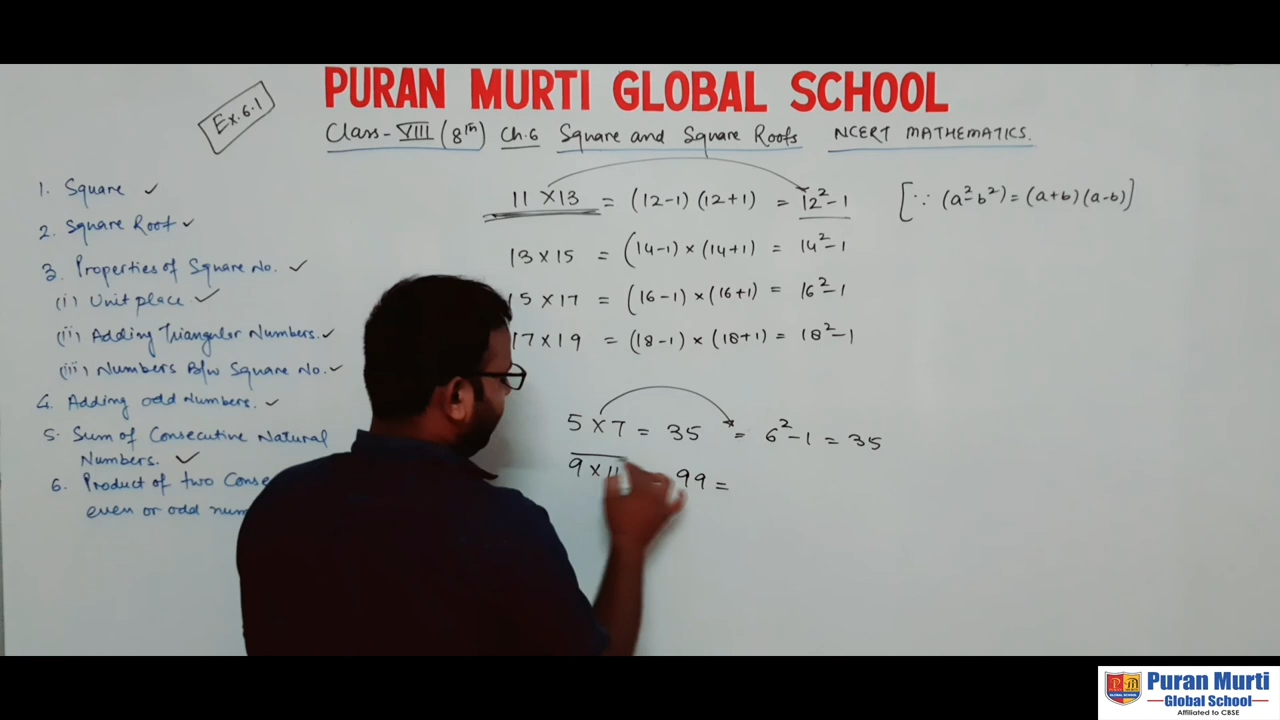 PURAN MURTI GLOBAL SCHOOL
Ex.6.1
Class-VIII (8th) Ch.6 Square and Square Roots NCERT MATHEMATICS.
1. Square ✓
2. Square Root ✓
3. Properties of Square No. ✓
(i) Unit place ✓
(ii) Adding Triangular Numbers. ✓
(iii) Numbers B/w Square No. ✓
4. Adding odd Numbers. ✓
5. Sum of Consecutive Natural
Numbers. ✓
6. Product of two
even or odd
11 × 13 = (12-1) (12+1) = 12²-1 [∵ (a²-b²) = (a+b) (a-b)]
13 × 15 = (14-1) × (14+1) = 14²-1
15 × 17 = (16-1) × (16+1) = 16²-1
17 × 19 = (18-1) × (18+1) = 18²-1
5 × 7 = 35 = 6²-1 = 35
9 × 11 = 99 =
Puran Murti
Global School
Affiliated to CBSE